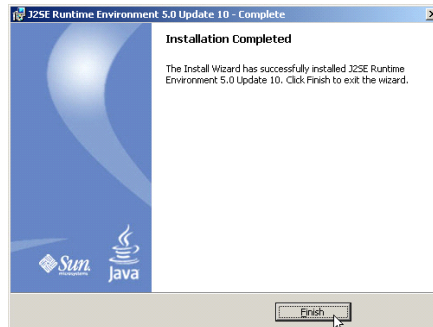 J2SE Runtime Environment 5.0 Update 10 - Complete
Installation Completed
The Install Wizard has successfully installed J2SE Runtime
Environment 5.0 Update 10. Click Finish to exit the wizard.
Sun
microsystems
Java
Finish